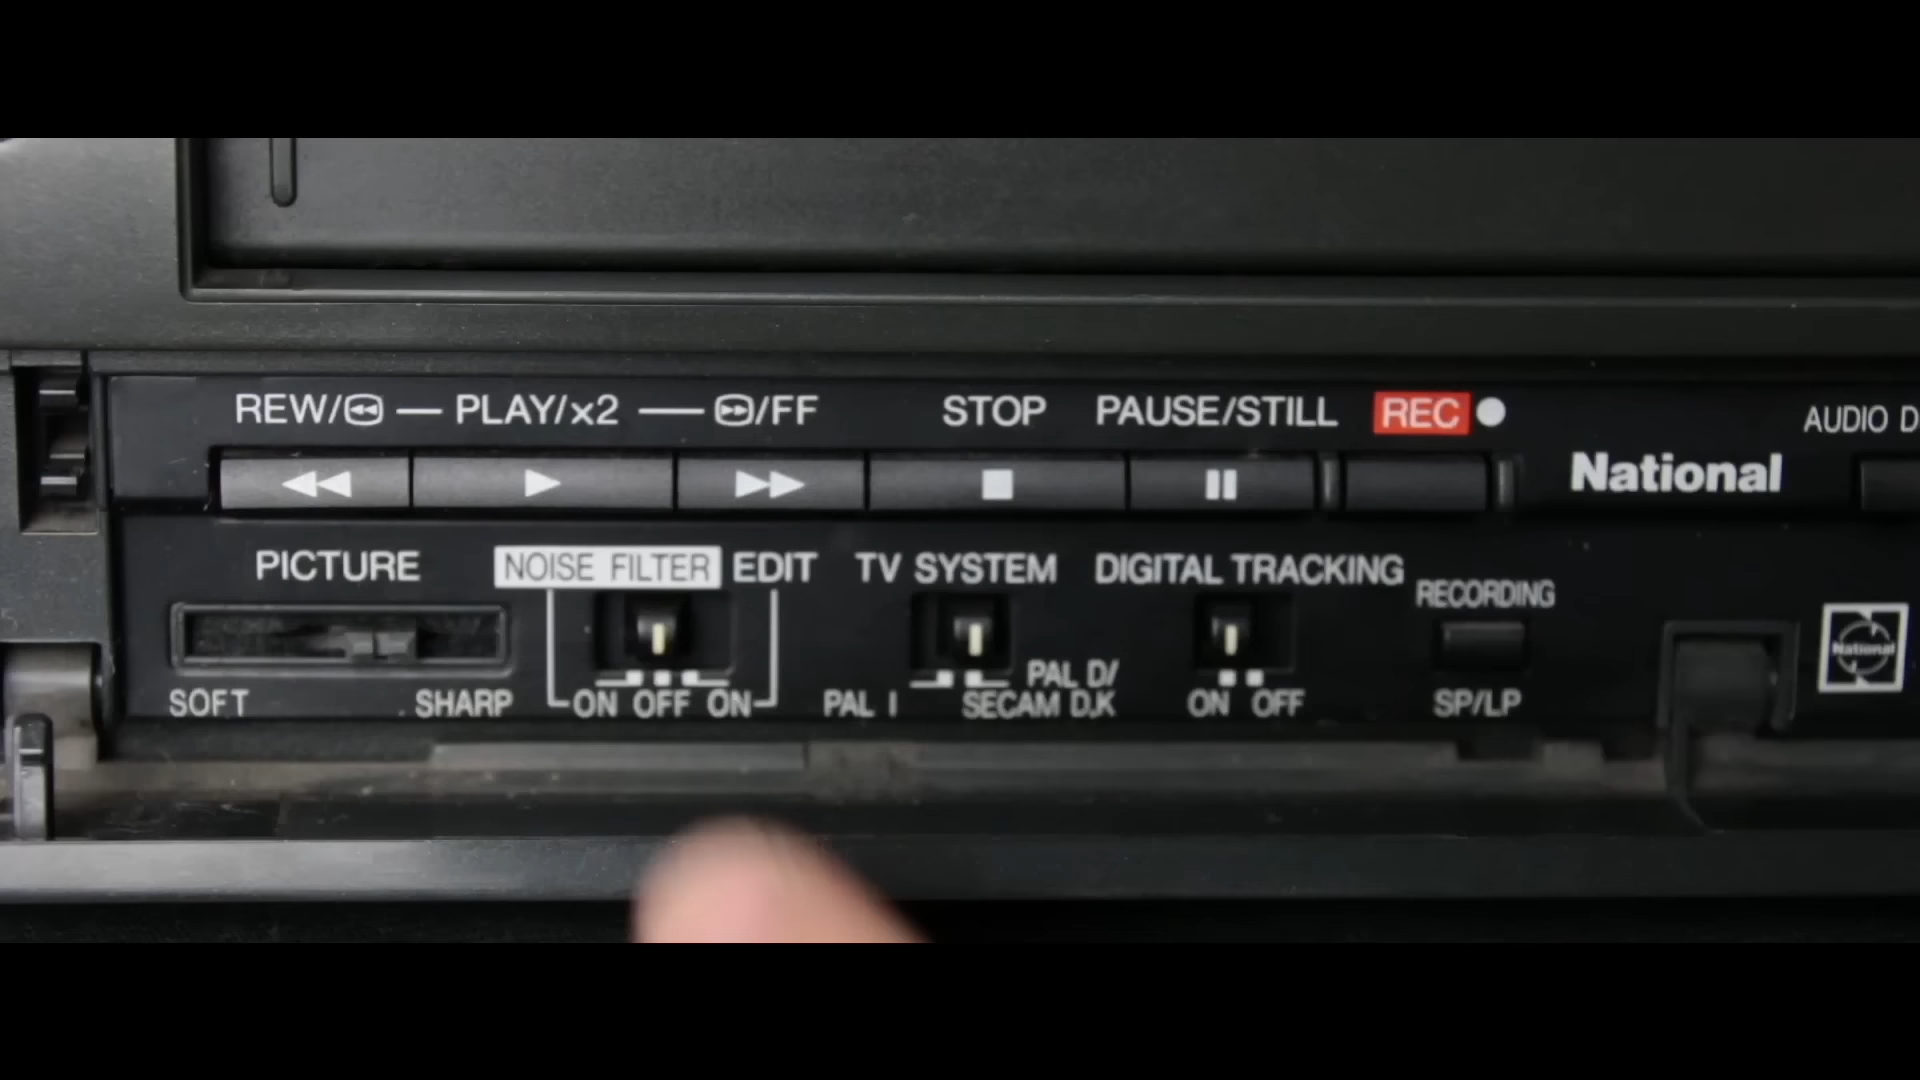 REW/ — PLAY/x2 — /FF STOP PAUSE/STILL REC AUDIO D
National
PICTURE NOISE FILTER EDIT TV SYSTEM DIGITAL TRACKING RECORDING
National
SOFT SHARP ON OFF ON PAL I PAL D/ SECAM D,K ON OFF SP/LP